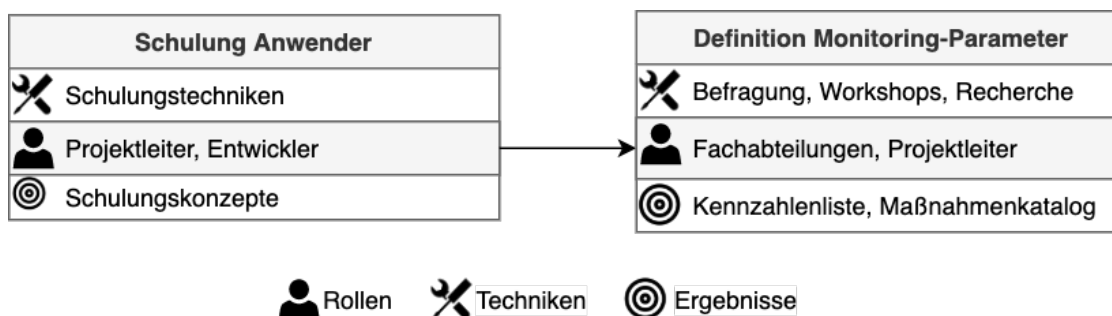 Schulung Anwender
Schulungstechniken
Projektleiter, Entwickler
Schulungskonzepte
Definition Monitoring-Parameter
Befragung, Workshops, Recherche
Fachabteilungen, Projektleiter
Kennzahlenliste, Maßnahmenkatalog
Rollen Techniken Ergebnisse